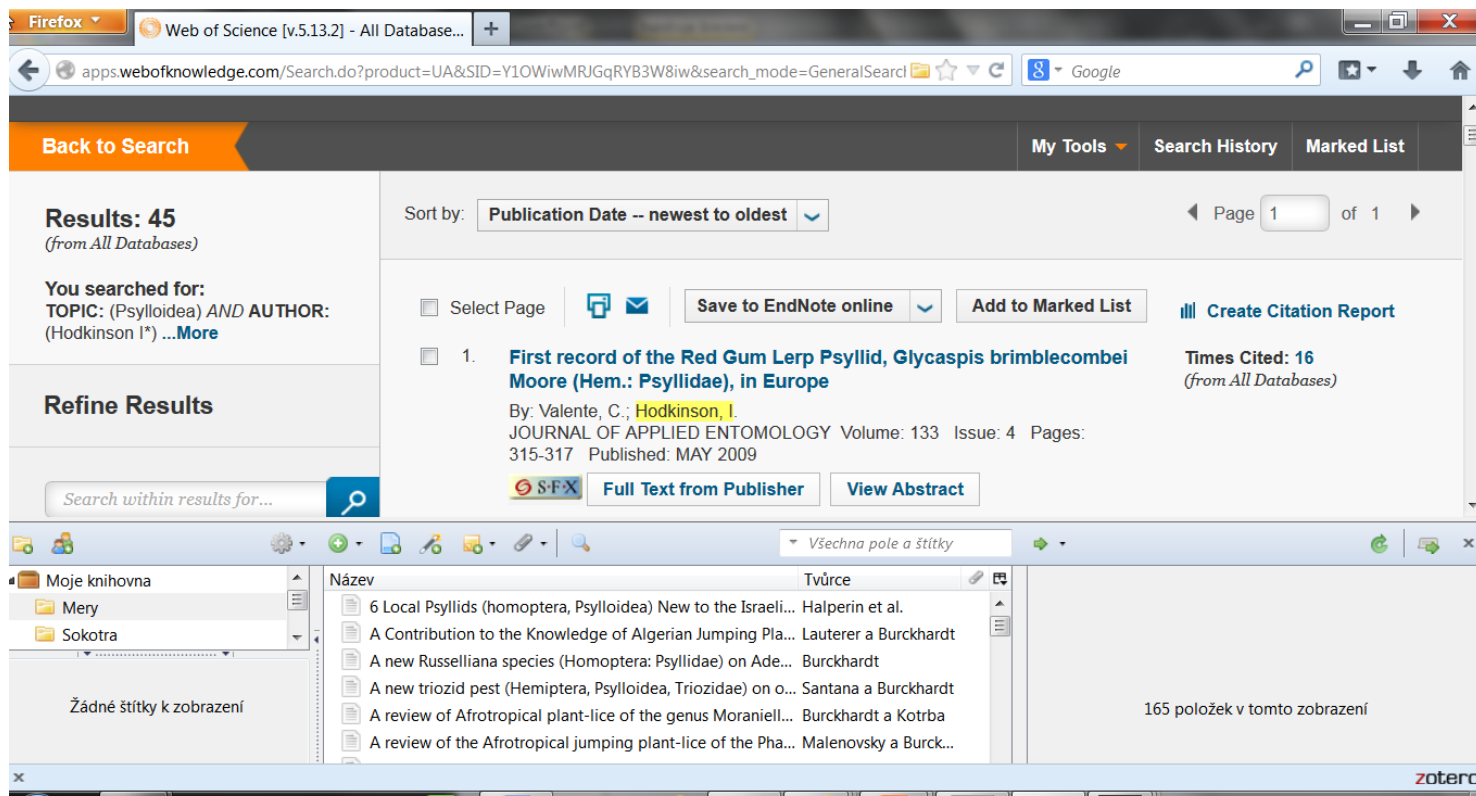 Firefox
Web of Science [v.5.13.2] - All Database...
apps.webofknowledge.com/Search.do?product=UA&SID=Y1OWiwMRJGqRYB3W8iw&search_mode=GeneralSearch
8 Google
Back to Search
My Tools
Search History
Marked List
Results: 45
(from All Databases)
You searched for:
TOPIC: (Psylloidea) AND AUTHOR:
(Hodkinson I*) ...More
Refine Results
Search within results for...
Sort by: Publication Date -- newest to oldest
Page 1 of 1
Select Page
Save to EndNote online
Add to Marked List
Create Citation Report
1. First record of the Red Gum Lerp Psyllid, Glycaspis brimblecombei
Moore (Hem.: Psyllidae), in Europe
By: Valente, C.; Hodkinson, I.
JOURNAL OF APPLIED ENTOMOLOGY Volume: 133 Issue: 4 Pages:
315-317 Published: MAY 2009
Times Cited: 16
(from All Databases)
S·F·X
Full Text from Publisher
View Abstract
Všechna pole a štítky
Moje knihovna
Mery
Sokotra
Žádné štítky k zobrazení
Název Tvůrce
6 Local Psyllids (homoptera, Psylloidea) New to the Israeli... Halperin et al.
A Contribution to the Knowledge of Algerian Jumping Pla... Lauterer a Burckhardt
A new Russelliana species (Homoptera: Psyllidae) on Ade... Burckhardt
A new triozid pest (Hemiptera, Psylloidea, Triozidae) on o... Santana a Burckhardt
A review of Afrotropical plant-lice of the genus Moraniell... Burckhardt a Kotrba
A review of the Afrotropical jumping plant-lice of the Pha... Malenovsky a Burck...
165 položek v tomto zobrazení
zotero